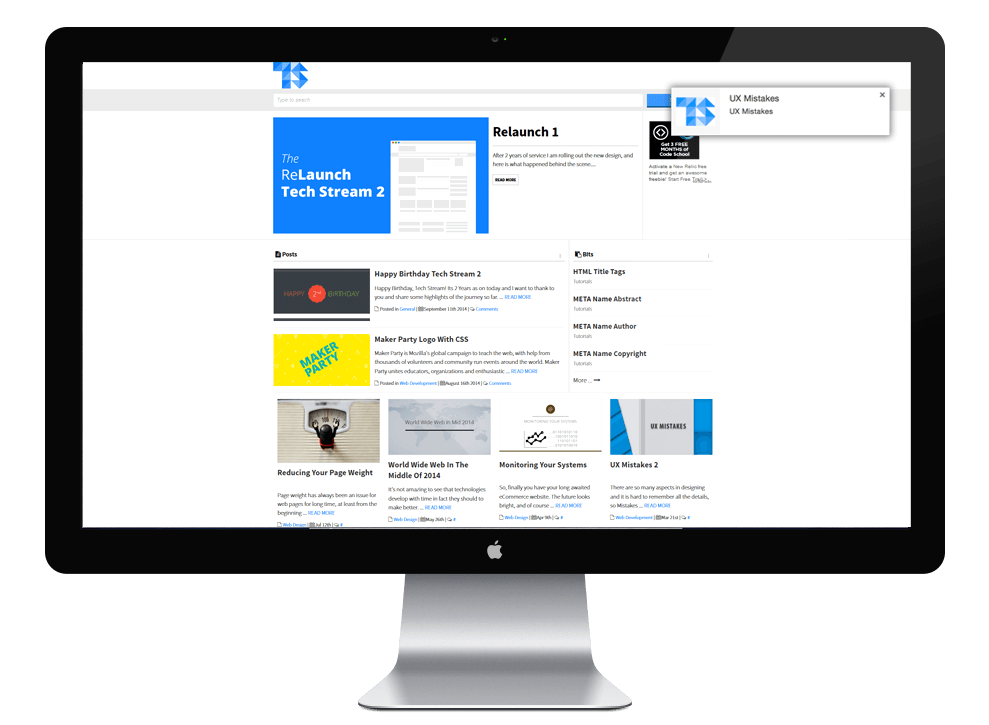 Type to search
UX Mistakes
UX Mistakes
The
ReLaunch
Tech Stream 2
Relaunch 1
After 2 years of service I am rolling out the new design, and
here is what happened behind the scene....
READ MORE
Get 3 FREE
MONTHS of
Code School
Activate a New Relic free
trial and get an awesome
freebie! Start Free
Posts
HAPPY 2nd BIRTHDAY
Happy Birthday Tech Stream 2
Happy Birthday, Tech Stream! Its 2 Years as on today and I want to thank to
you and share some highlights of the journey so far. ... READ MORE
Posted in General | September 11th 2014 | Comments
MAKER
PARTY
Maker Party Logo With CSS
Maker Party is Mozilla's global campaign to teach the web, with help from
thousands of volunteers and community run events around the world. Maker
Party unites educators, organizations and enthusiastic ... READ MORE
Posted in Web Development | August 16th 2014 | Comments
Bits
HTML Title Tags
Tutorials
META Name Abstract
Tutorials
META Name Author
Tutorials
META Name Copyright
Tutorials
More ...
100
Reducing Your Page Weight
Page weight has always been an issue for
web pages for long time, at least from the
beginning ... READ MORE
Web Design | Jul 12th | #
World Wide Web in Mid 2014
World Wide Web In The
Middle Of 2014
It's not amazing to see that technologies
develop with time in fact they should to
make better. ... READ MORE
Web Design | May 26th | #
MONITORING YOUR SYSTEMS
Monitoring Your Systems
So, finally you have your long awaited
eCommerce website. The future looks
bright, and of course ... READ MORE
Web Design | Apr 9th | #
UX MISTAKES
UX Mistakes 2
There are so many aspects in designing
and it is hard to remember all the details,
so Mistakes ... READ MORE
Web Development | Mar 21st | #